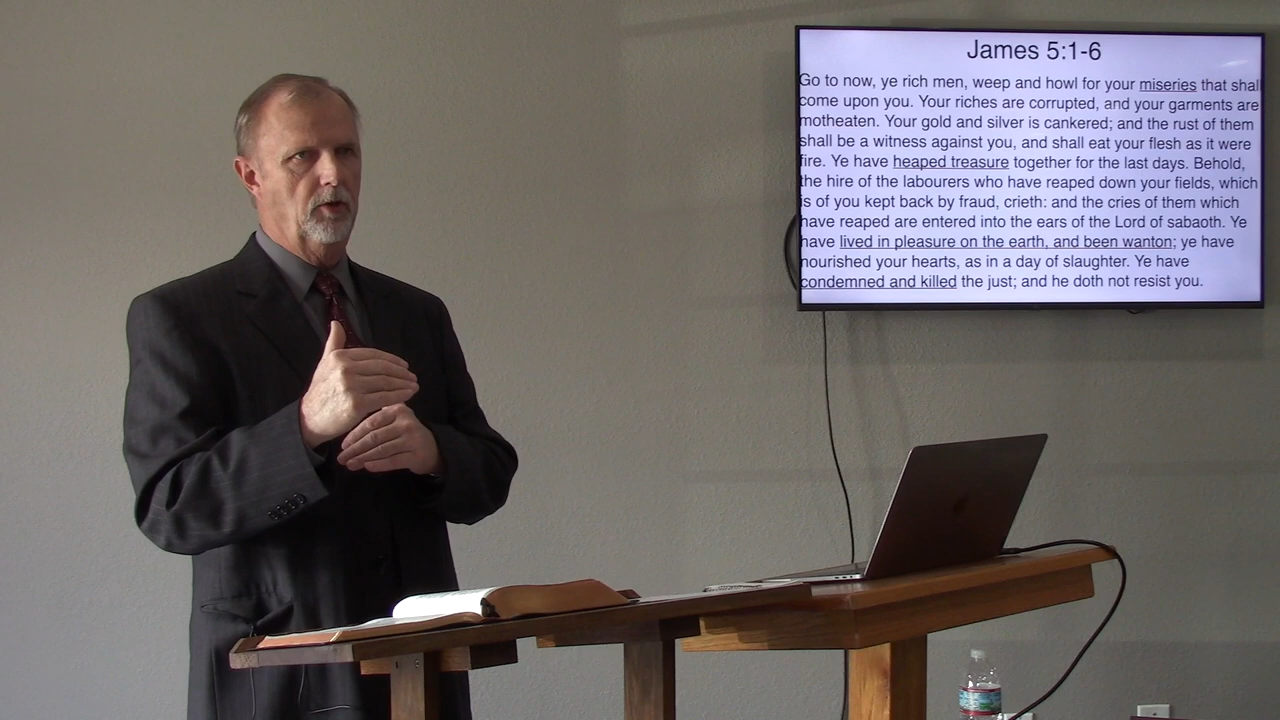 James 5:1-6
Go to now, ye rich men, weep and howl for your miseries that shall
come upon you. Your riches are corrupted, and your garments are
motheaten. Your gold and silver is cankered; and the rust of them
shall be a witness against you, and shall eat your flesh as it were
fire. Ye have heaped treasure together for the last days. Behold,
the hire of the labourers who have reaped down your fields, which
is of you kept back by fraud, crieth: and the cries of them which
have reaped are entered into the ears of the Lord of sabaoth. Ye
have lived in pleasure on the earth, and been wanton; ye have
nourished your hearts, as in a day of slaughter. Ye have
condemned and killed the just; and he doth not resist you.